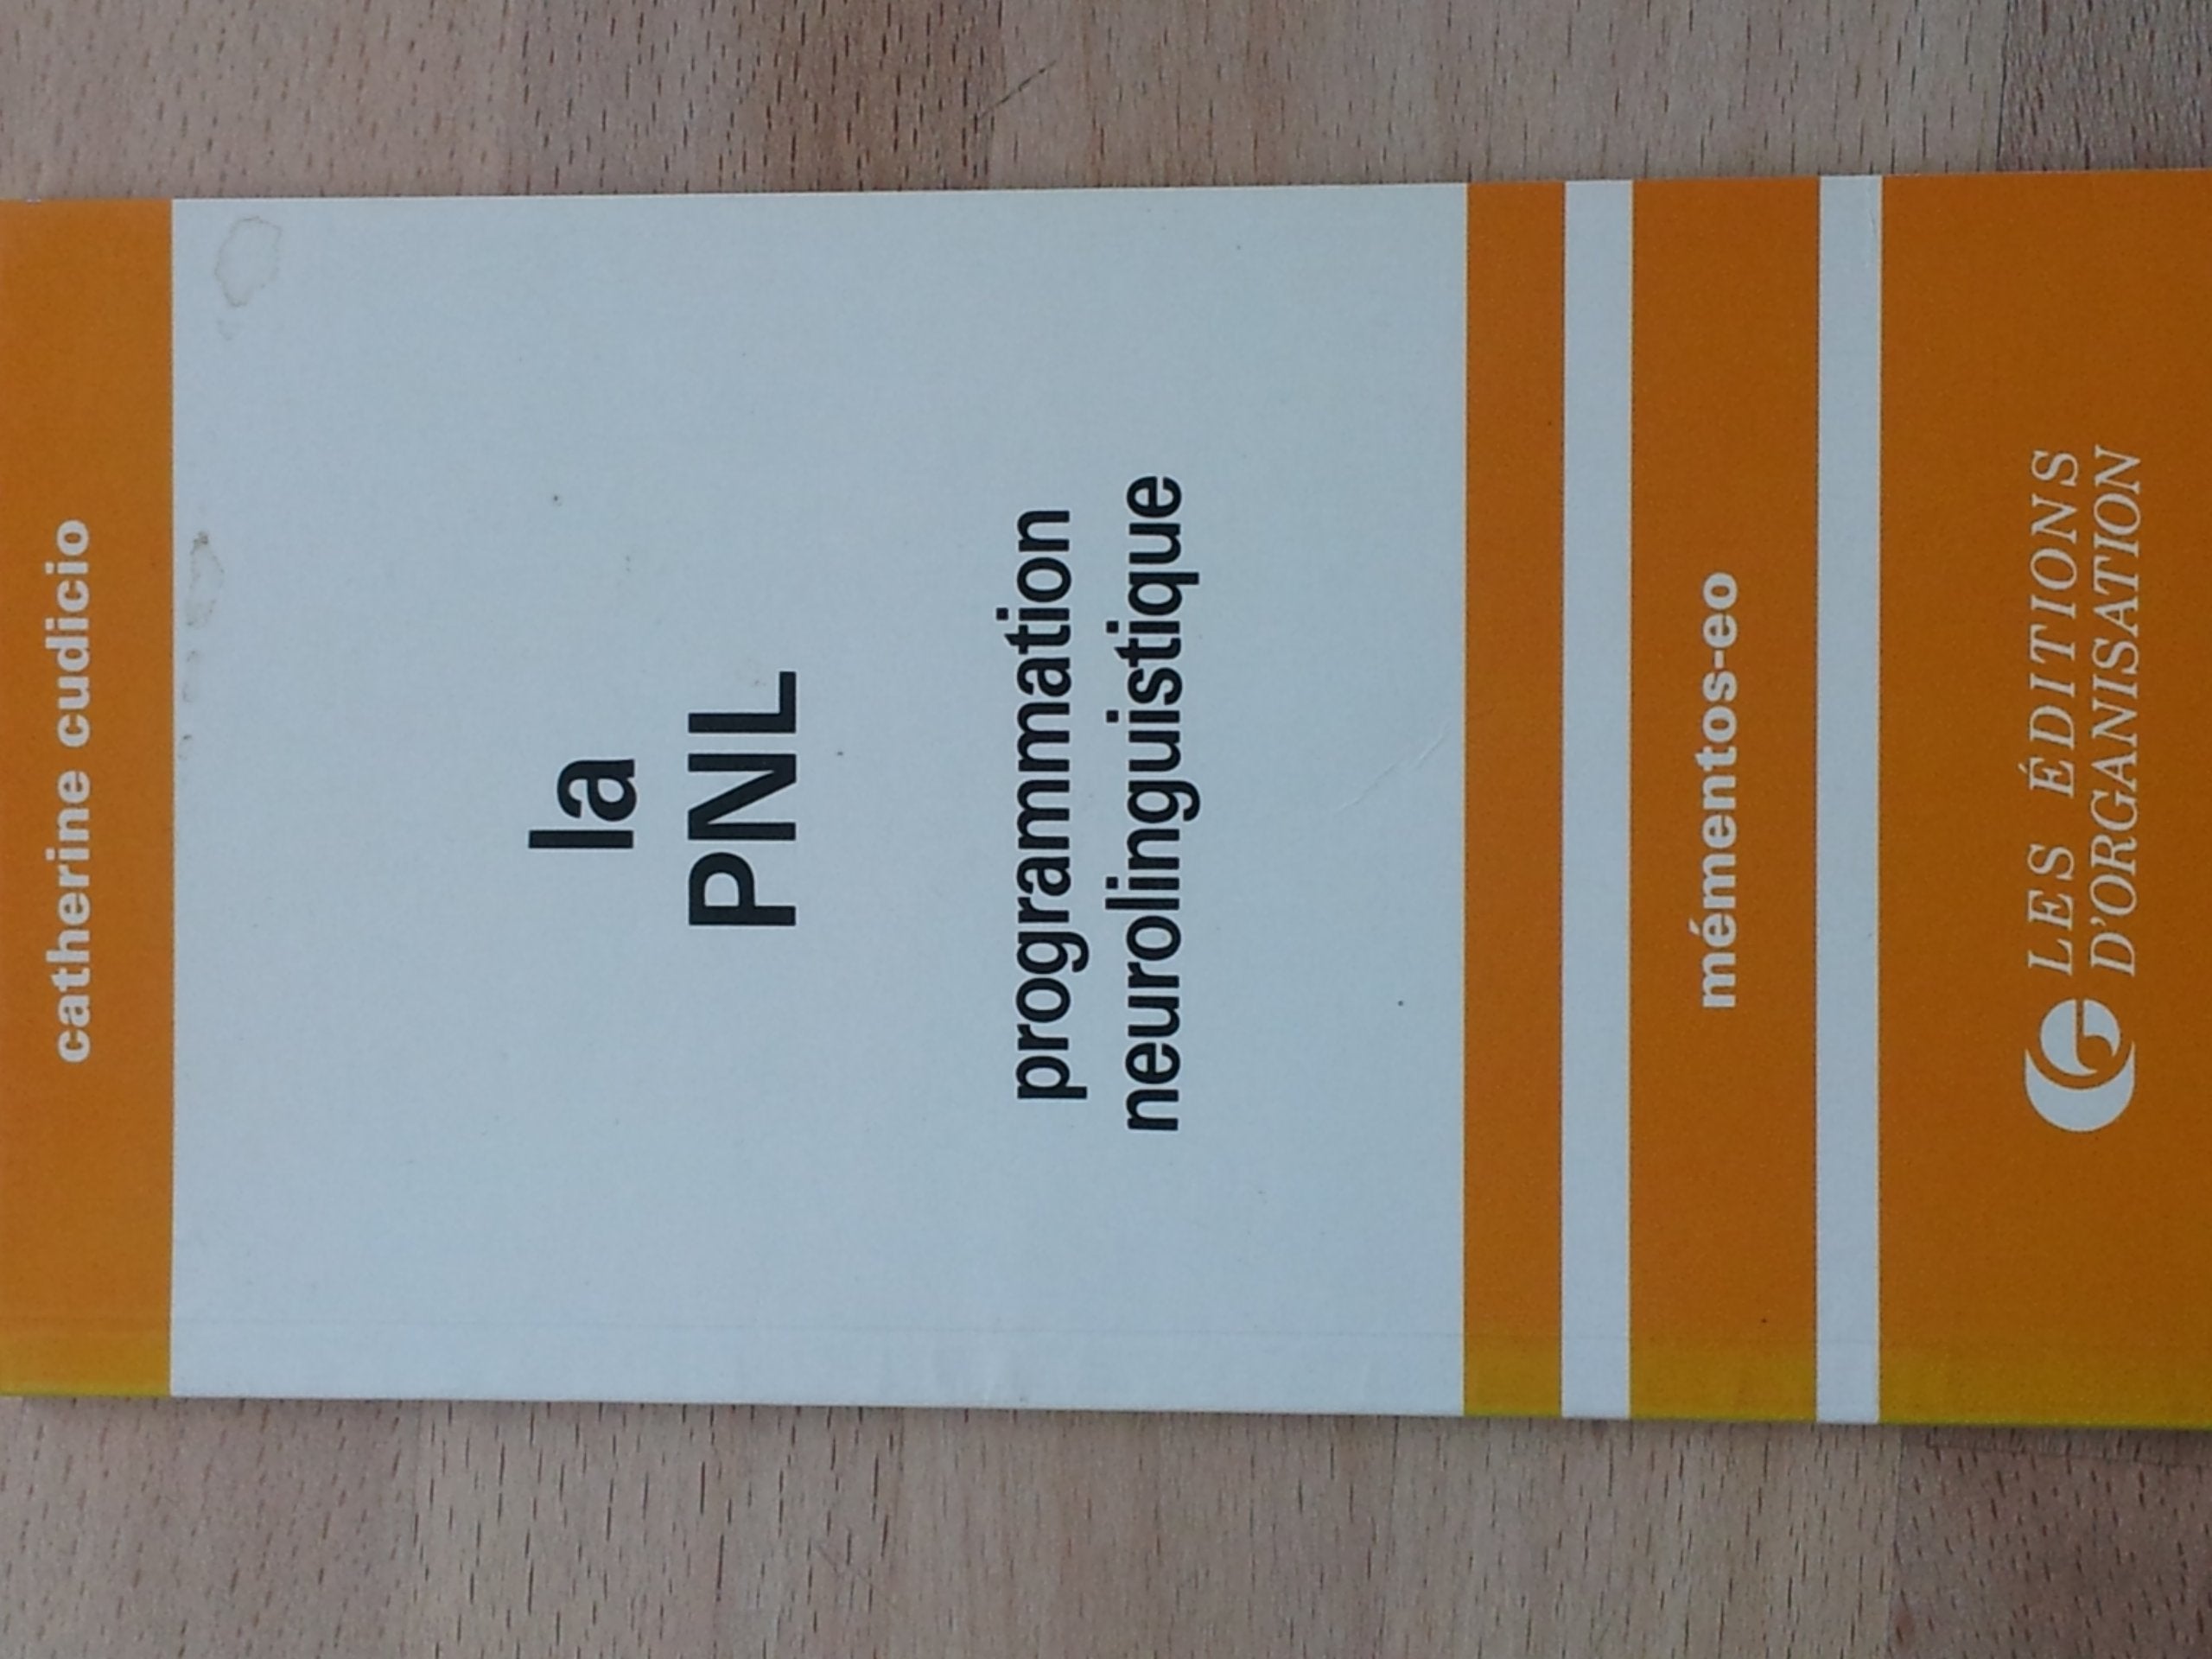 catherine cudicio
la
PNL
programmation
neurolinguistique
mémentos-eo
LES ÉDITIONS
D'ORGANISATION